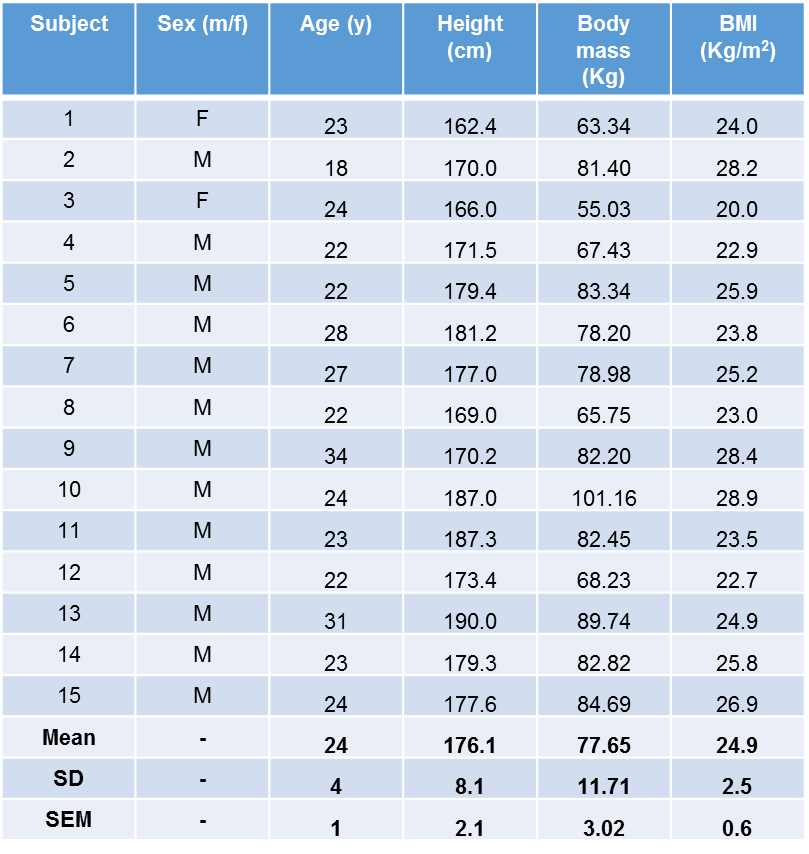 Subject Sex (m/f) Age (y) Height (cm) Body mass (Kg) BMI (Kg/m²)
1 F 23 162.4 63.34 24.0
2 M 18 170.0 81.40 28.2
3 F 24 166.0 55.03 20.0
4 M 22 171.5 67.43 22.9
5 M 22 179.4 83.34 25.9
6 M 28 181.2 78.20 23.8
7 M 27 177.0 78.98 25.2
8 M 22 169.0 65.75 23.0
9 M 34 170.2 82.20 28.4
10 M 24 187.0 101.16 28.9
11 M 23 187.3 82.45 23.5
12 M 22 173.4 68.23 22.7
13 M 31 190.0 89.74 24.9
14 M 23 179.3 82.82 25.8
15 M 24 177.6 84.69 26.9
Mean - 24 176.1 77.65 24.9
SD - 4 8.1 11.71 2.5
SEM - 1 2.1 3.02 0.6